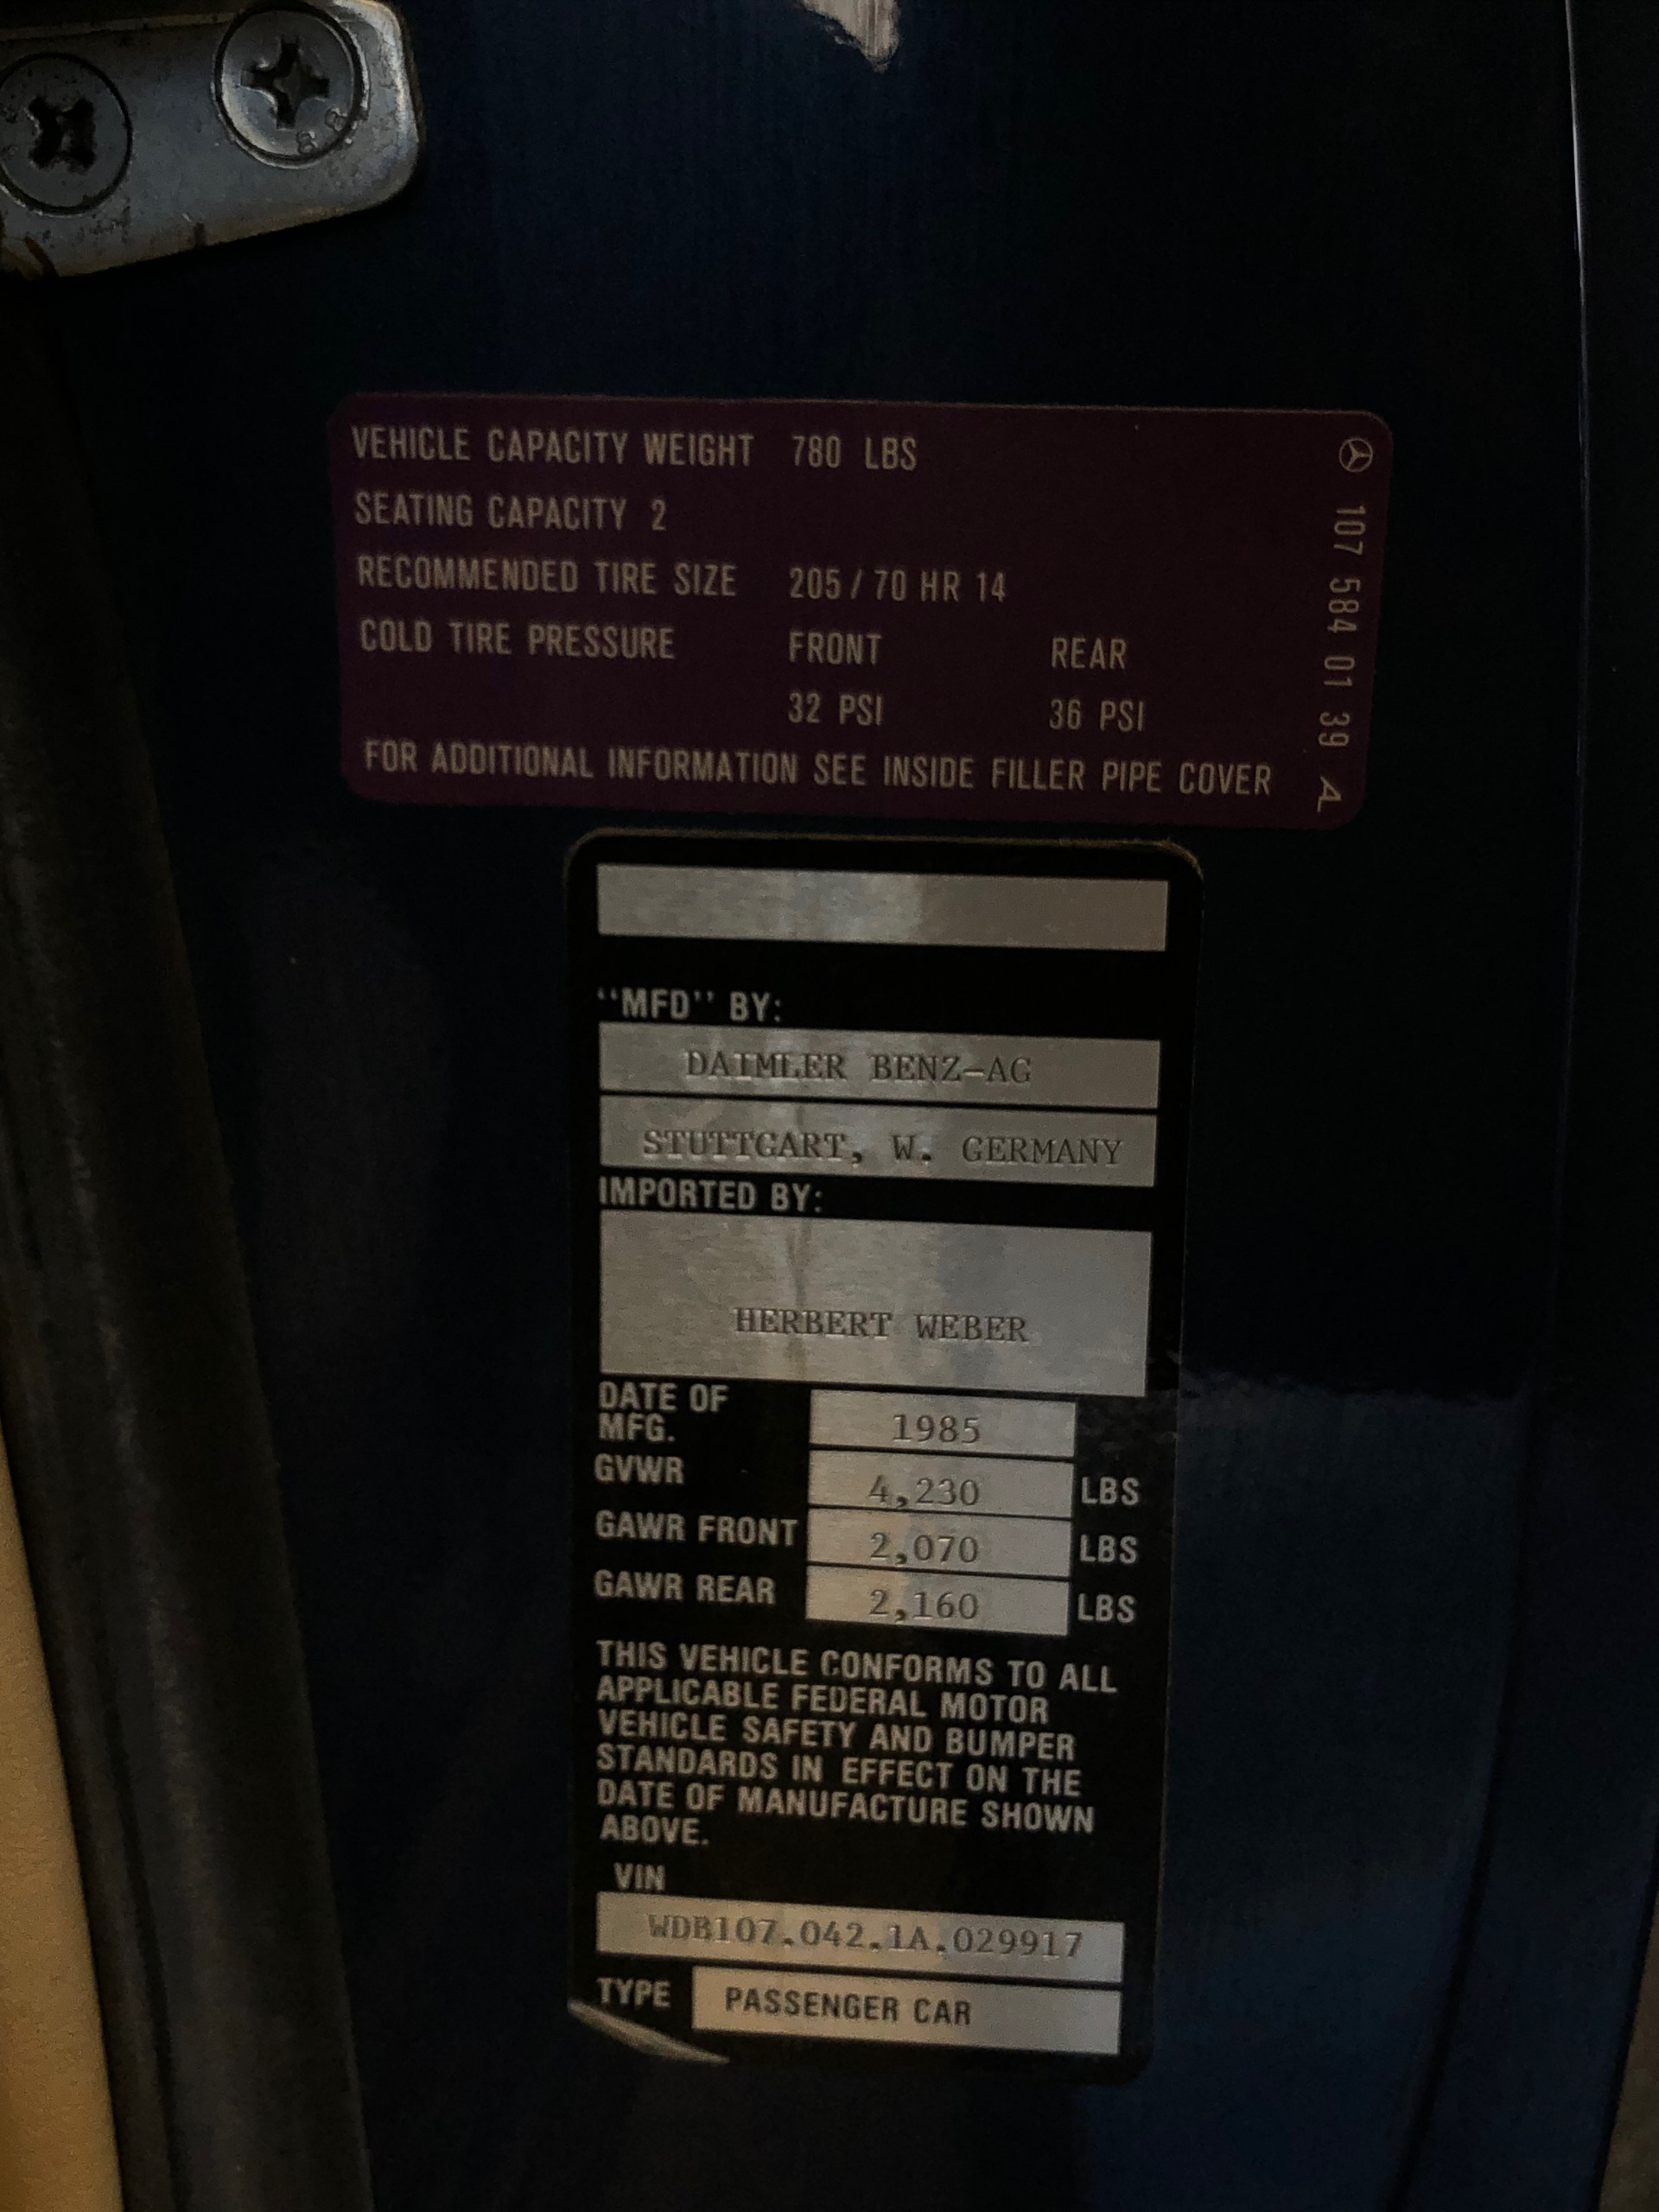 VEHICLE CAPACITY WEIGHT 780 LBS
SEATING CAPACITY 2
RECOMMENDED TIRE SIZE 205/70 HR 14
COLD TIRE PRESSURE FRONT REAR
32 PSI 36 PSI
FOR ADDITIONAL INFORMATION SEE INSIDE FILLER PIPE COVER
107 584 01 39
"MFD" BY:
DAIMLER BENZ-AG
STUTTGART, W. GERMANY
IMPORTED BY:
HERBERT WEBER
DATE OF
MFG. 1985
GVWR 4,230 LBS
GAWR FRONT 2,070 LBS
GAWR REAR 2,160 LBS
THIS VEHICLE CONFORMS TO ALL
APPLICABLE FEDERAL MOTOR
VEHICLE SAFETY AND BUMPER
STANDARDS IN EFFECT ON THE
DATE OF MANUFACTURE SHOWN
ABOVE.
VIN
WDB107.042.1A.029917
TYPE PASSENGER CAR